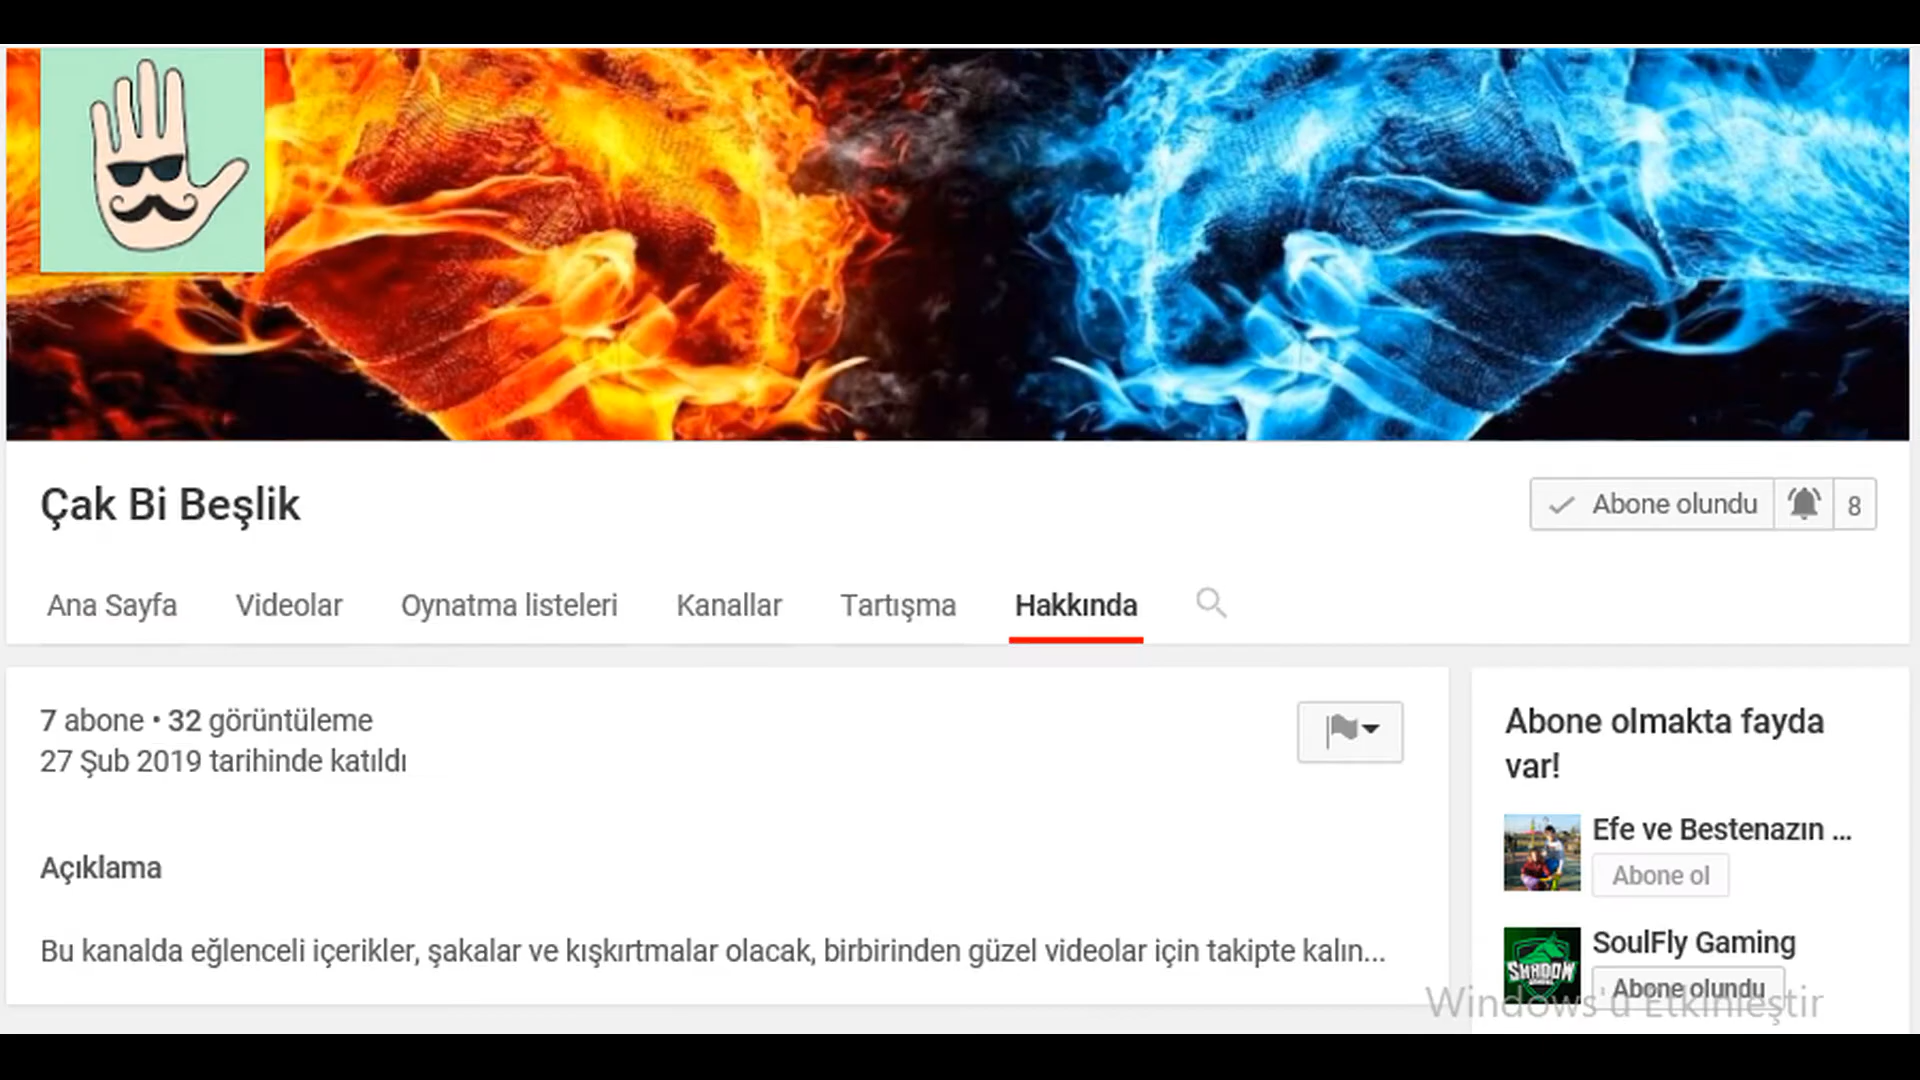 Çak Bi Beşlik
Abone olundu
8
Ana Sayfa
Videolar
Oynatma listeleri
Kanallar
Tartışma
Hakkında
7 abone • 32 görüntüleme
27 Şub 2019 tarihinde katıldı
Açıklama
Bu kanalda eğlenceli içerikler, şakalar ve kışkırtmalar olacak, birbirinden güzel videolar için takipte kalın...
Abone olmakta fayda
var!
Efe ve Bestenazın ...
Abone ol
SoulFly Gaming
SHADOW
Abone olundu
Windows'u Etkinleştir